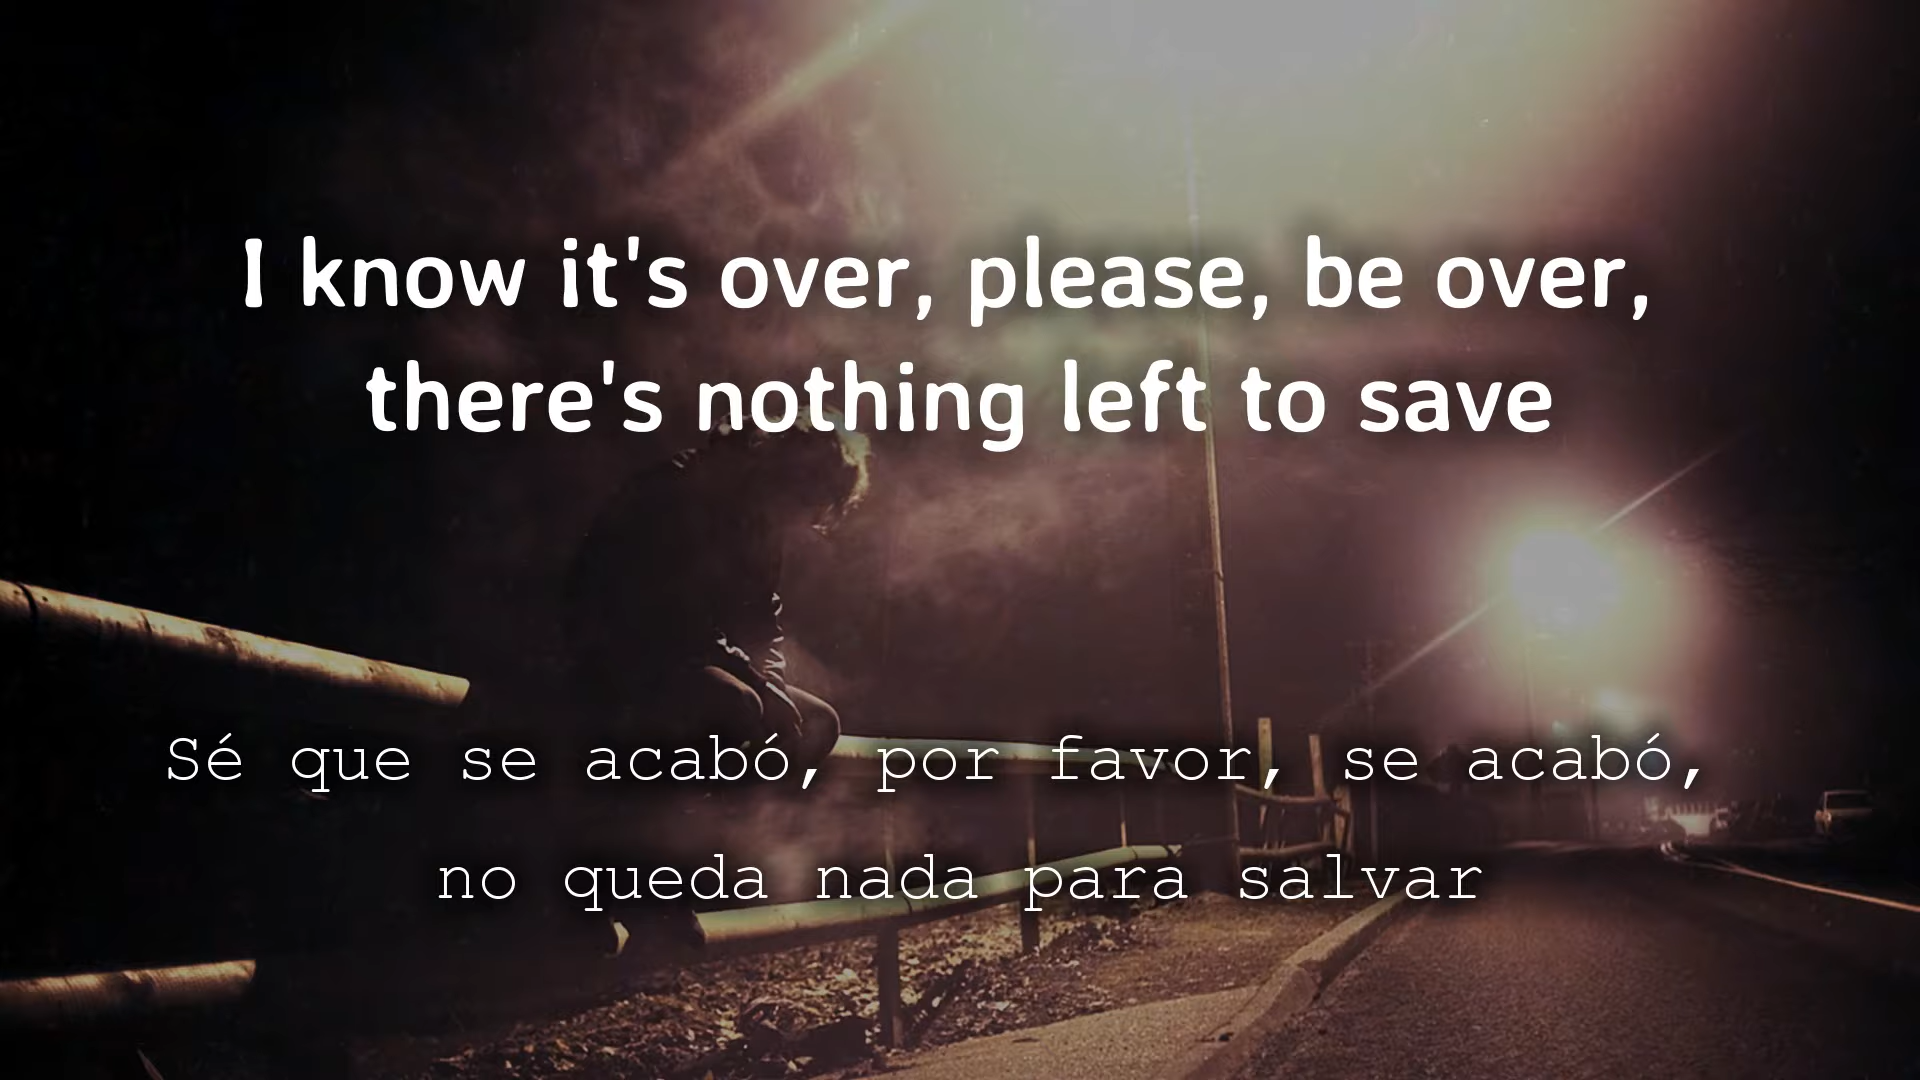 I know it's over, please, be over,
there's nothing left to save
Sé que se acabó, por favor, se acabó,
no queda nada para salvar